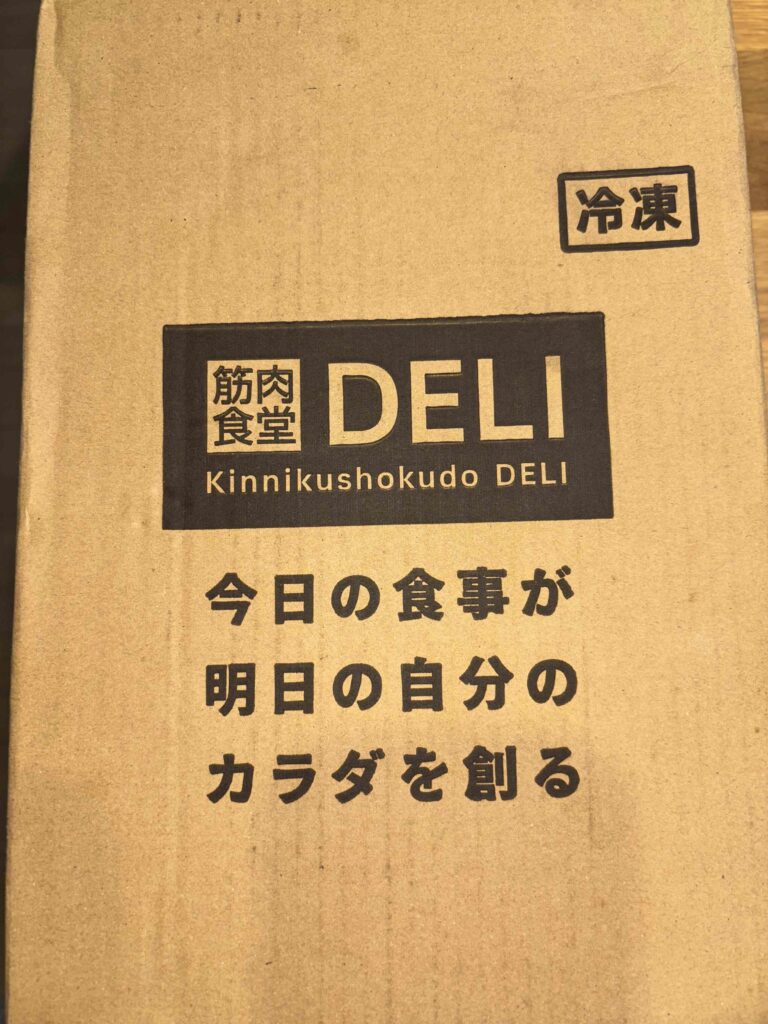 冷凍
筋肉
食堂
DELI
Kinnikushokudo DELI
今日の食事が
明日の自分の
カラダを創る